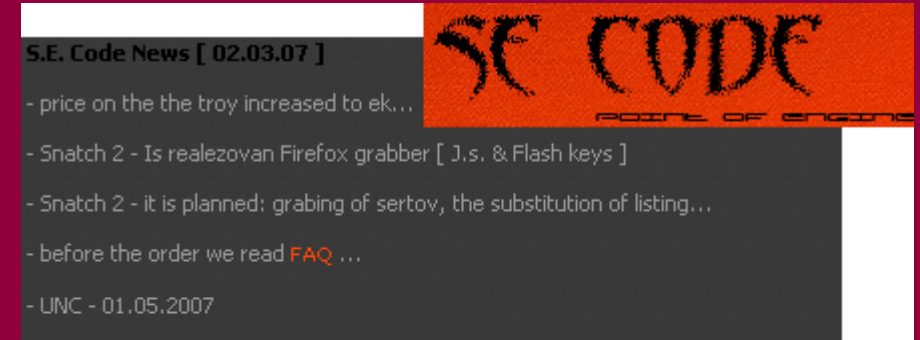 SE CODE
POINT OF ENGINE
S.E. Code News [ 02.03.07 ]
- price on the the troy increased to ek...
- Snatch 2 - Is realezovan Firefox grabber [ J.s. & Flash keys ]
- Snatch 2 - it is planned: grabing of sertov, the substitution of listing...
- before the order we read FAQ ...
- UNC - 01.05.2007